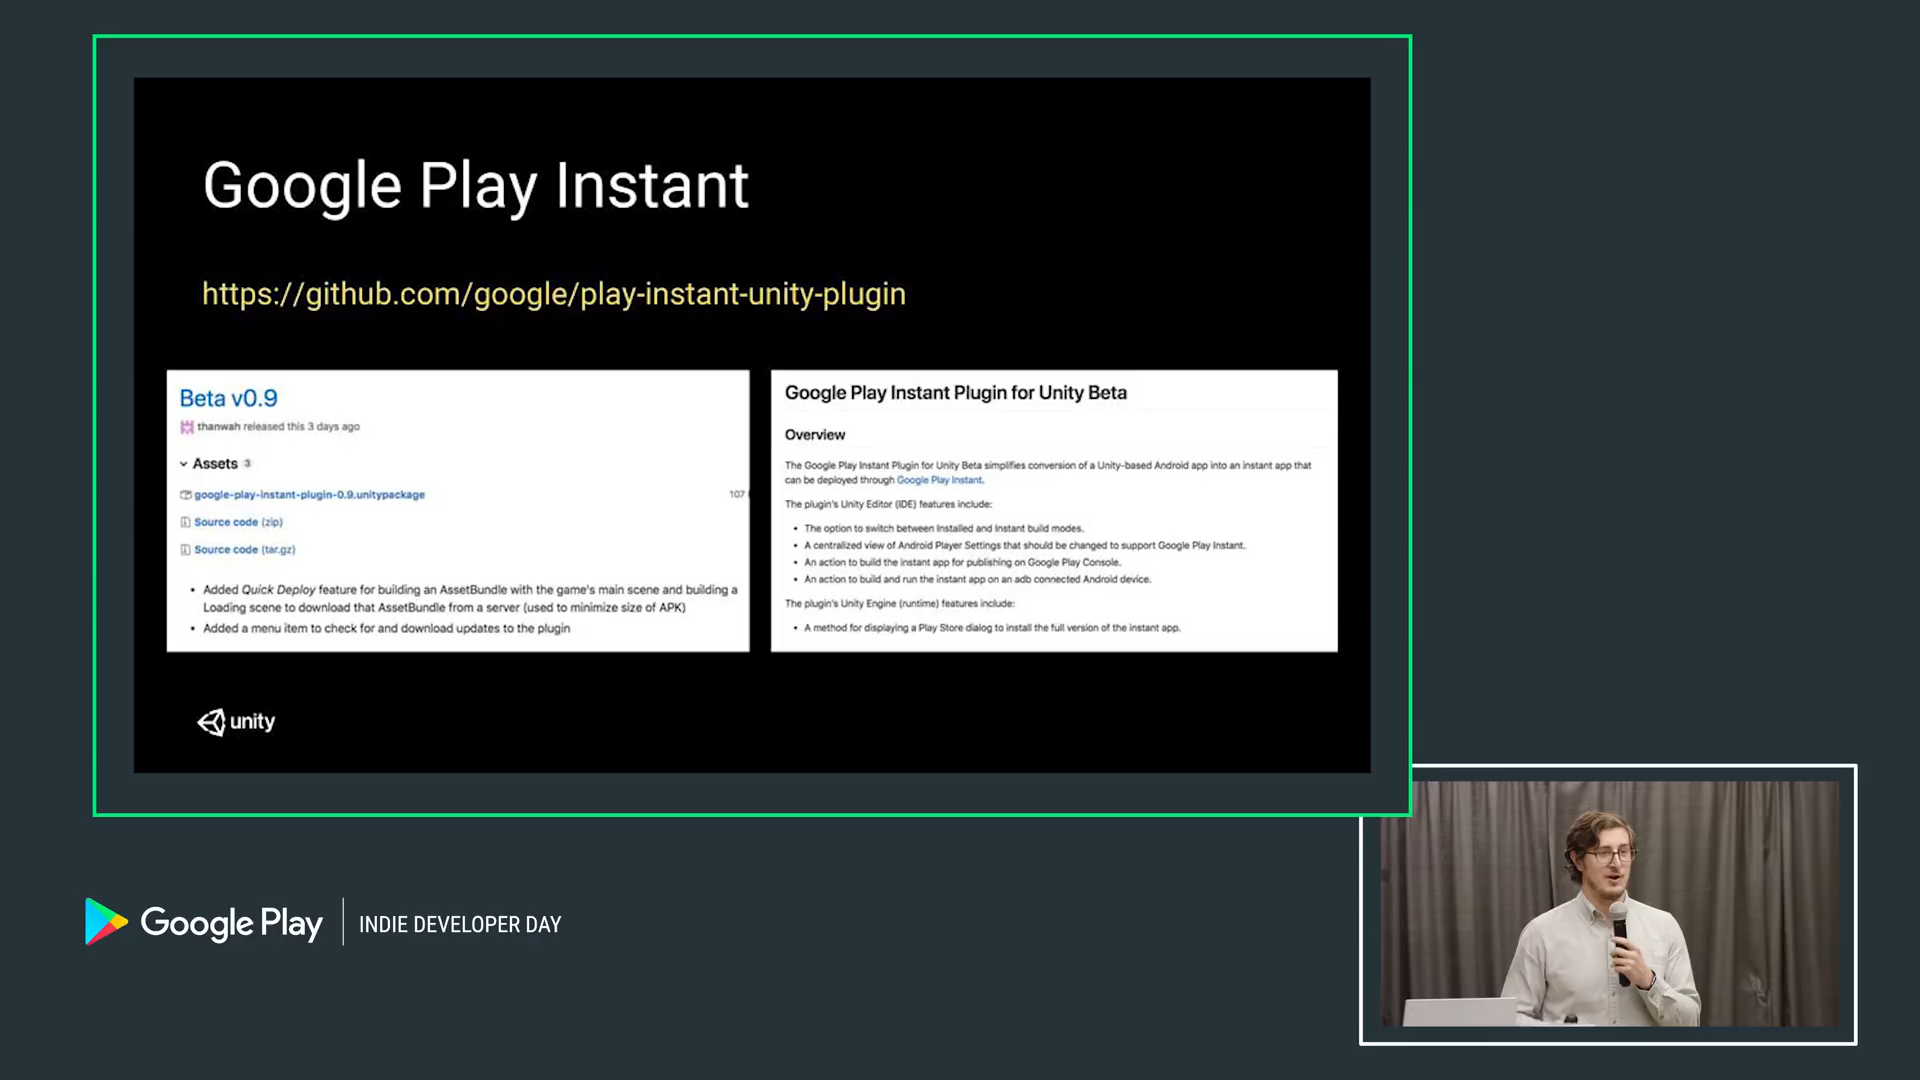 Google Play Instant
https://github.com/google/play-instant-unity-plugin
Beta v0.9
thanwah released this 3 days ago
Assets 3
google-play-instant-plugin-0.9.unitypackage
107
Source code (zip)
Source code (tar.gz)
• Added Quick Deploy feature for building an AssetBundle with the game's main scene and building a
Loading scene to download that AssetBundle from a server (used to minimize size of APK)
• Added a menu item to check for and download updates to the plugin
Google Play Instant Plugin for Unity Beta
Overview
The Google Play Instant Plugin for Unity Beta simplifies conversion of a Unity-based Android app into an instant app that
can be deployed through Google Play Instant.
The plugin's Unity Editor (IDE) features include:
• The option to switch between Installed and Instant build modes.
• A centralized view of Android Player Settings that should be changed to support Google Play Instant.
• An action to build the instant app for publishing on Google Play Console.
• An action to build and run the instant app on an adb connected Android device.
The plugin's Unity Engine (runtime) features include:
• A method for displaying a Play Store dialog to install the full version of the instant app.
unity
Google Play | INDIE DEVELOPER DAY